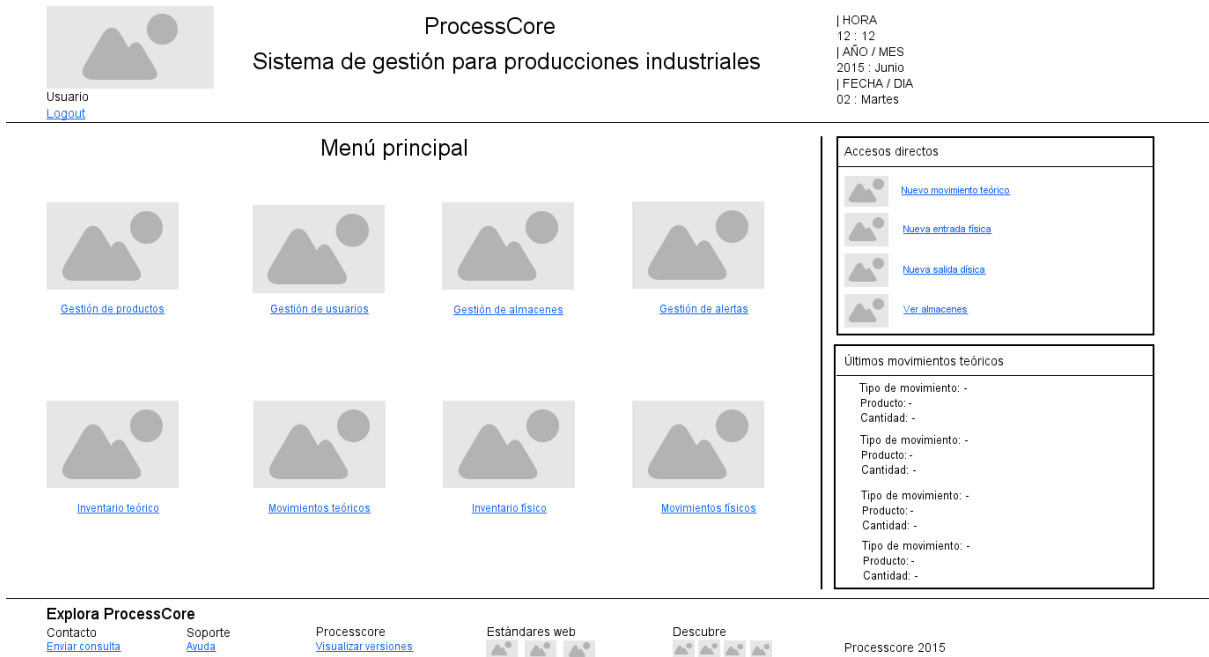 ProcessCore
Sistema de gestión para producciones industriales
Usuario
Logout
| HORA
12 : 12
| AÑO / MES
2015 : Junio
| FECHA / DIA
02 : Martes
Menú principal
Gestión de productos
Gestión de usuarios
Gestión de almacenes
Gestión de alertas
Inventario teórico
Movimientos teóricos
Inventario físico
Movimientos físicos
Accesos directos
Nuevo movimiento teórico
Nueva entrada física
Nueva salida dísica
Ver almacenes
Últimos movimientos teóricos
Tipo de movimiento: -
Producto: -
Cantidad: -
Tipo de movimiento: -
Producto: -
Cantidad: -
Tipo de movimiento: -
Producto: -
Cantidad: -
Tipo de movimiento: -
Producto: -
Cantidad: -
Explora ProcessCore
Contacto
Enviar consulta
Soporte
Ayuda
Processcore
Visualizar versiones
Estándares web
Descubre
Processcore 2015